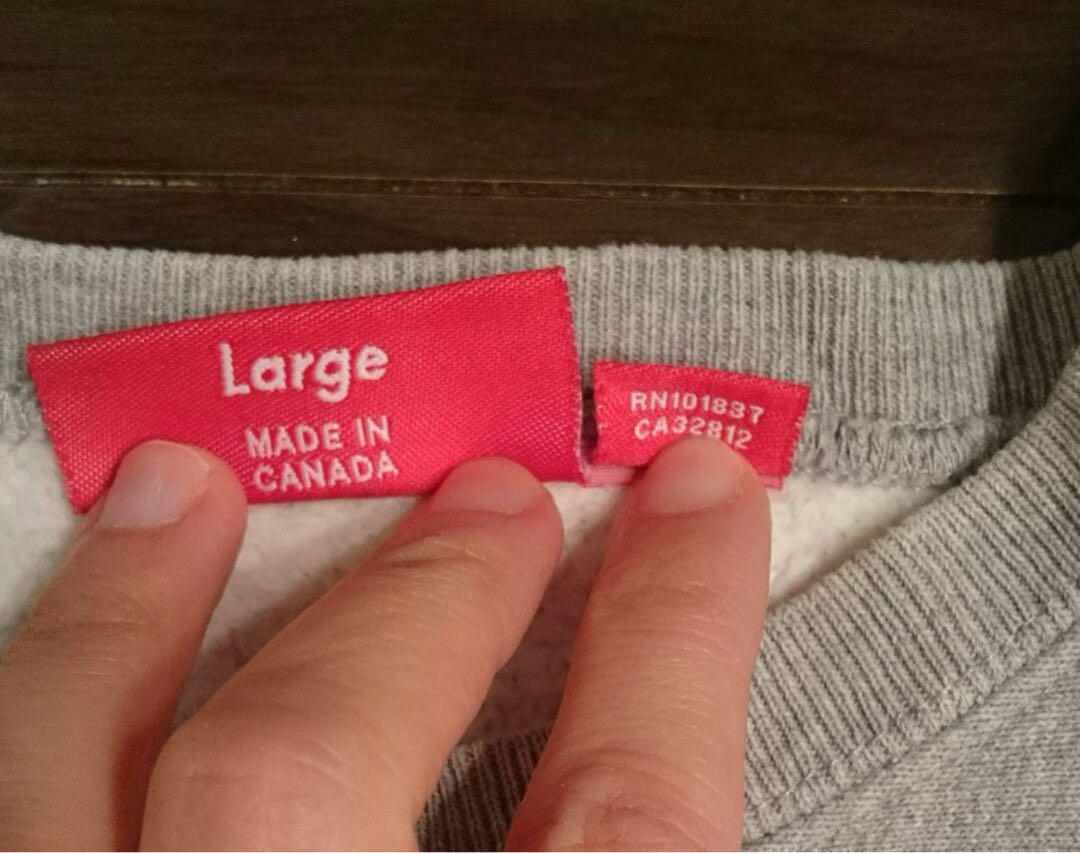 Large
MADE IN
CANADA
RN101837
CA32812